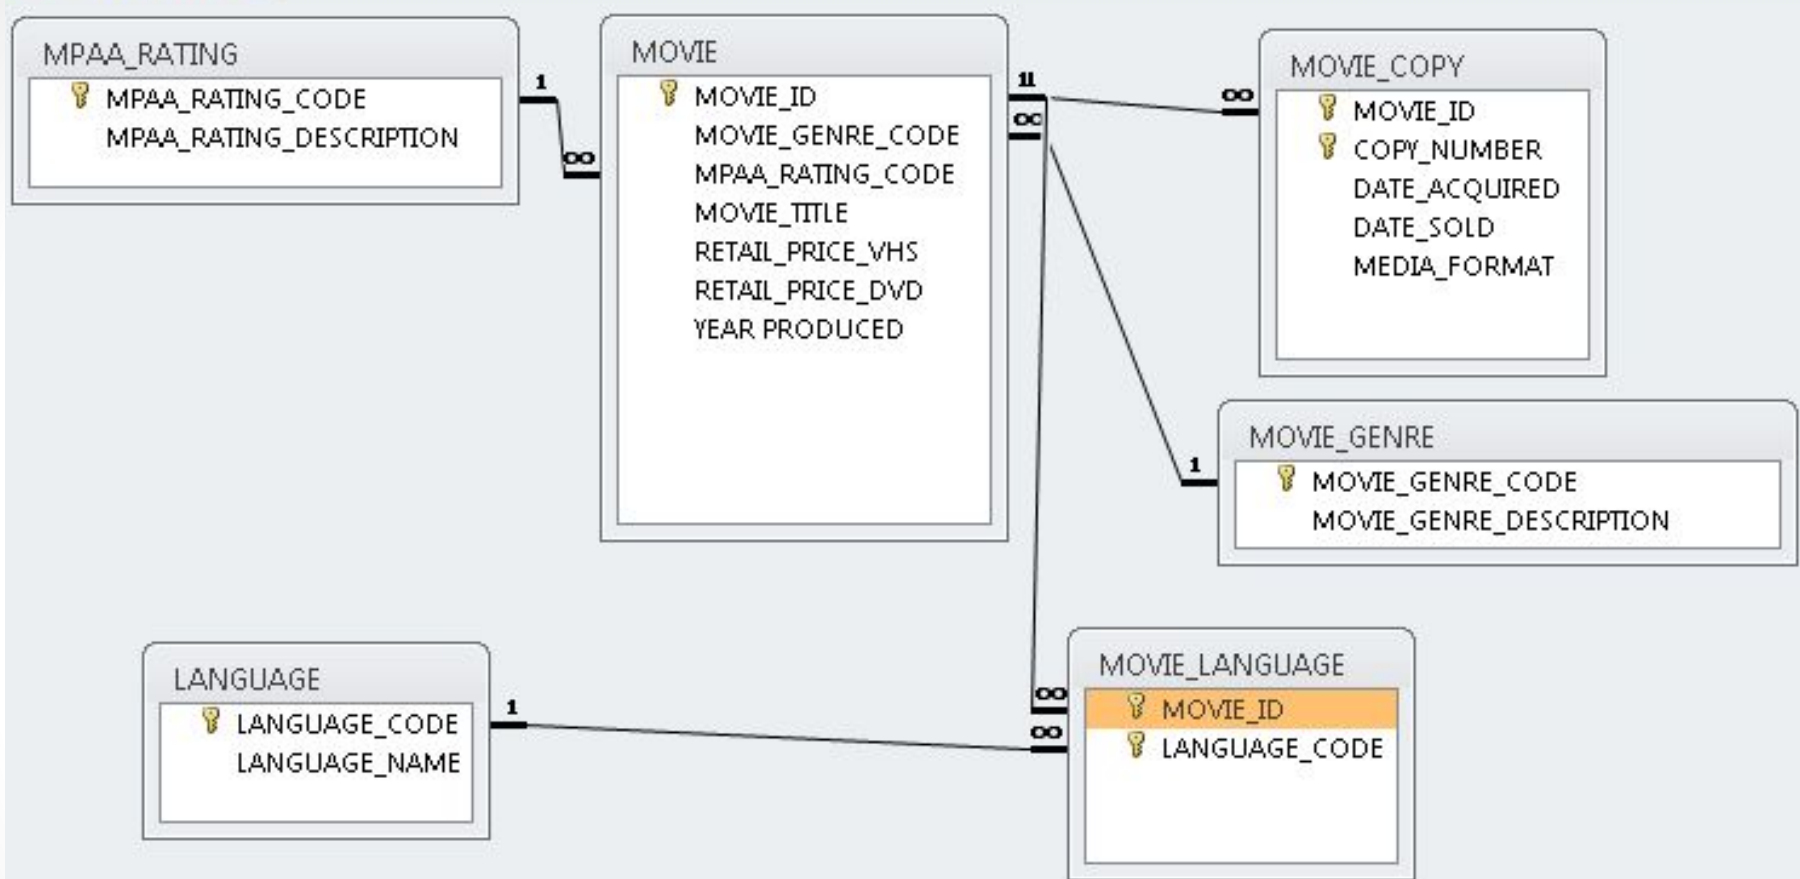 MPAA_RATING
MPAA_RATING_CODE
MPAA_RATING_DESCRIPTION
1
∞
MOVIE
MOVIE_ID
MOVIE_GENRE_CODE
MPAA_RATING_CODE
MOVIE_TITLE
RETAIL_PRICE_VHS
RETAIL_PRICE_DVD
YEAR PRODUCED
11
∞
∞
MOVIE_COPY
MOVIE_ID
COPY_NUMBER
DATE_ACQUIRED
DATE_SOLD
MEDIA_FORMAT
1
MOVIE_GENRE
MOVIE_GENRE_CODE
MOVIE_GENRE_DESCRIPTION
LANGUAGE
LANGUAGE_CODE
LANGUAGE_NAME
1
∞
∞
MOVIE_LANGUAGE
MOVIE_ID
LANGUAGE_CODE